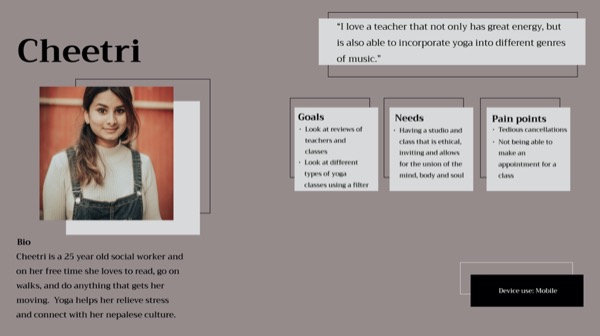 Cheetri
"I love a teacher that not only has great energy, but
is also able to incorporate yoga into different genres
of music."
Goals
· Look at reviews of
teachers and
classes
· Look at different
types of yoga
classes using a filter
Needs
· Having a studio and
class that is ethical,
inviting and allows
for the union of the
mind, body and soul
Pain points
· Tedious cancellations
· Not being able to
make an
appointment for a
class
Bio
Cheetri is a 25 year old social worker and
on her free time she loves to read, go on
walks, and do anything that gets her
moving. Yoga helps her relieve stress
and connect with her nepalese culture.
Device use: Mobile